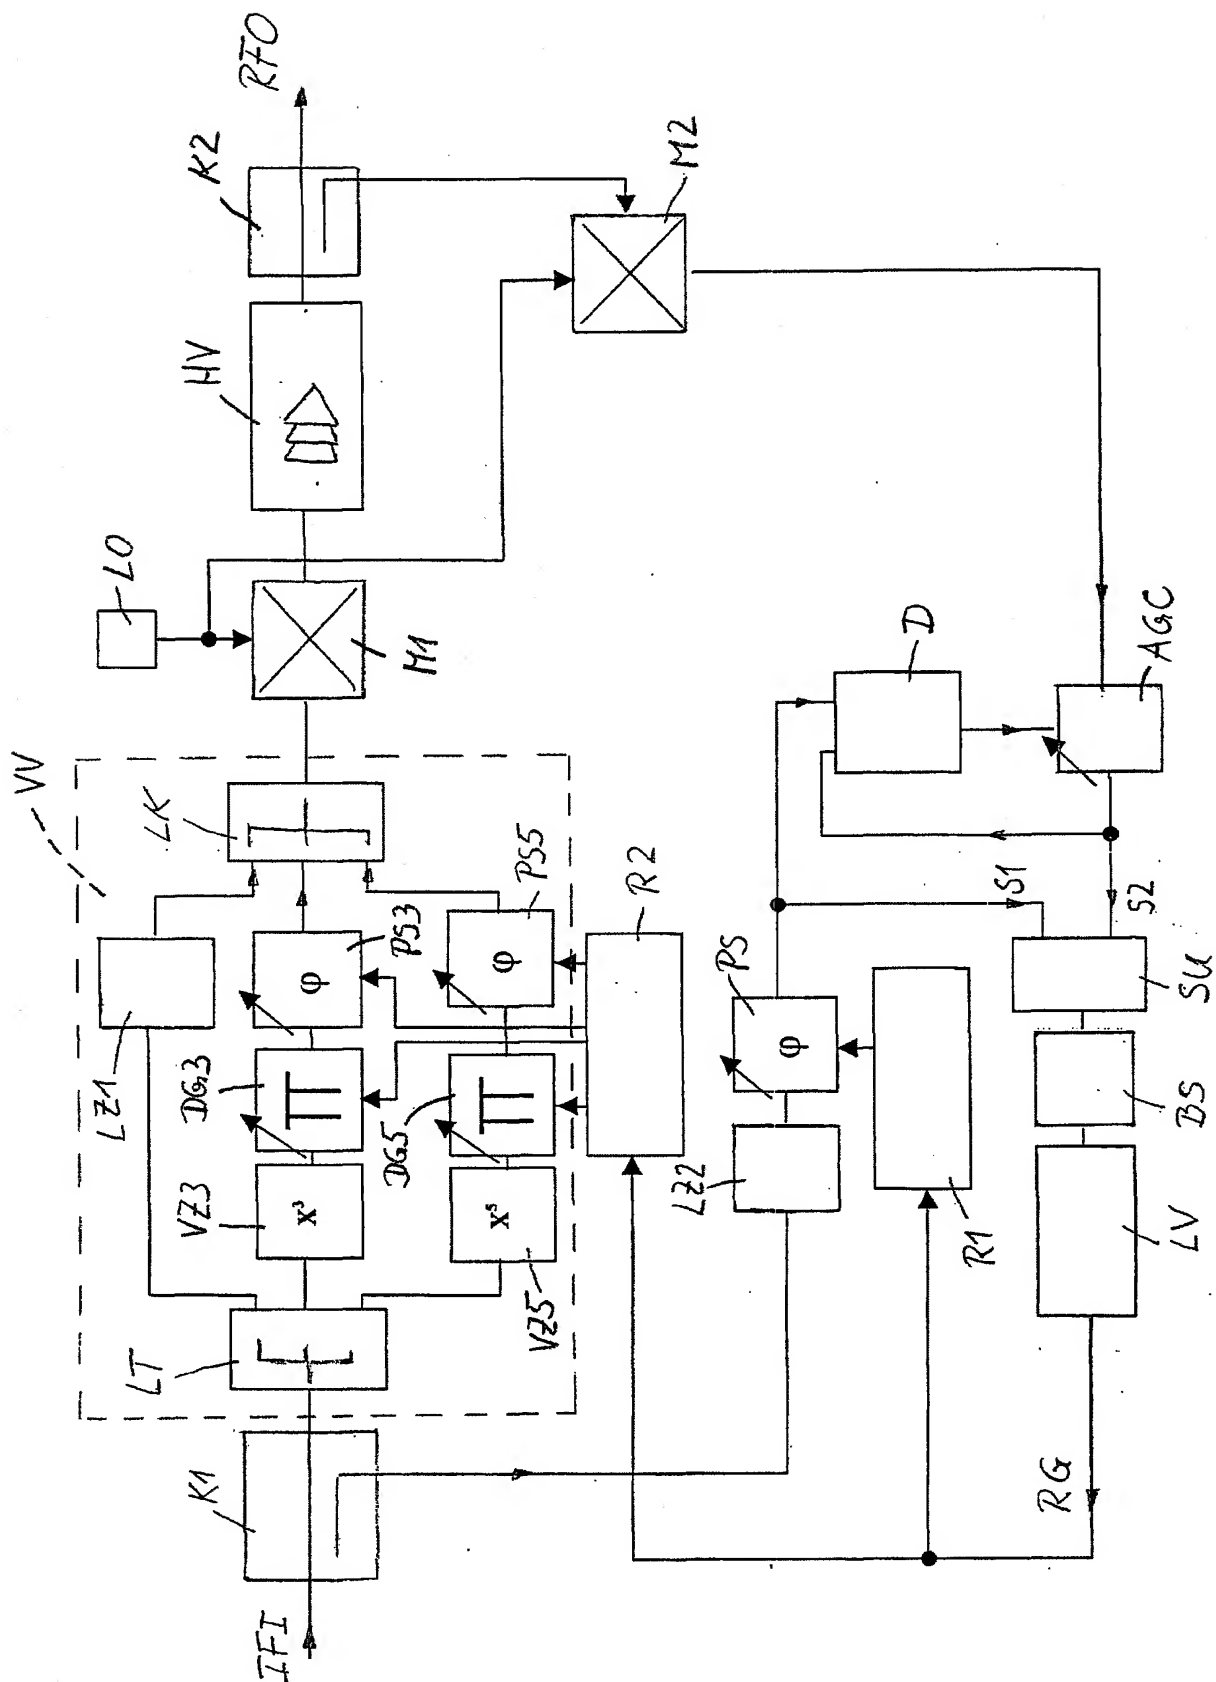 IFI
K1
VV
LT
LZ1
VZ3
x³
DG3
PS3
φ
LK
VZ5
x⁵
DG5
PS5
φ
LO
M1
HV
K2
RFO
M2
R2
LZ2
PS
φ
D
AGC
R1
S1
S2
SU
BS
LV
RG